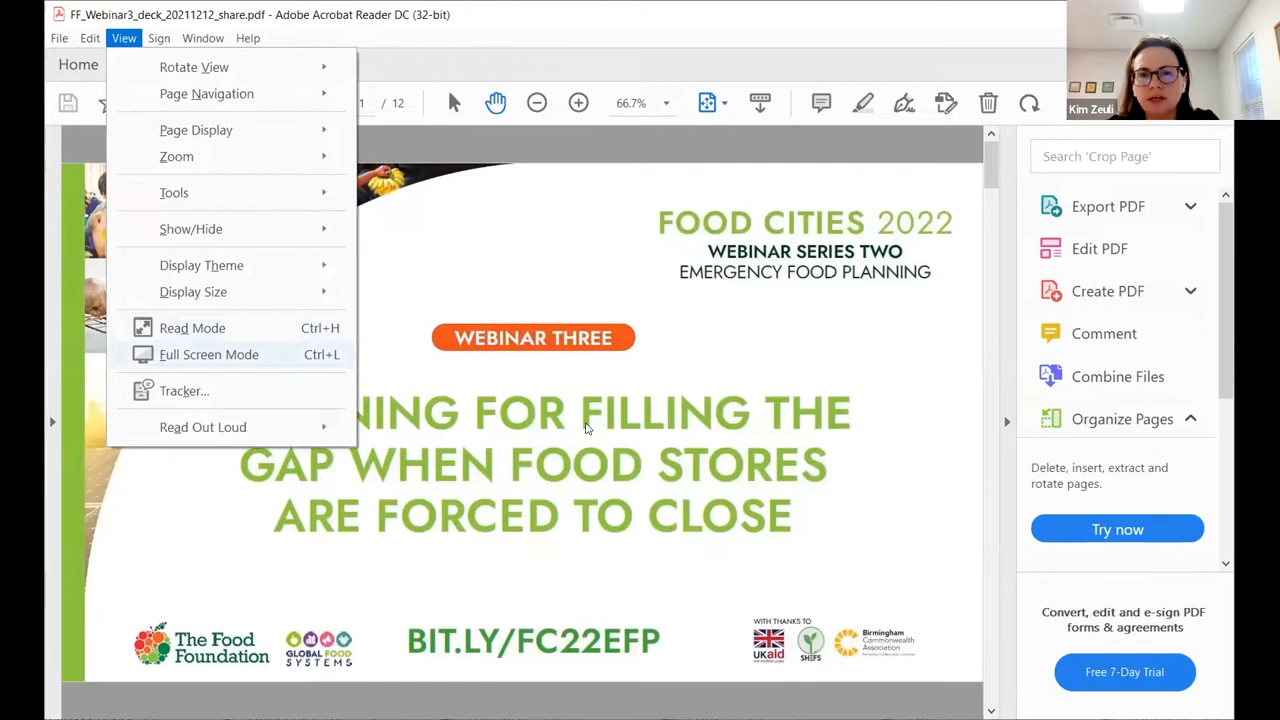 FF_Webinar3_deck_20211212_share.pdf - Adobe Acrobat Reader DC (32-bit)
File Edit View Sign Window Help
Home
1 / 12
66.7%
Kim Zeuli
Rotate View
Page Navigation
Page Display
Zoom
Tools
Show/Hide
Display Theme
Display Size
Read Mode Ctrl+H
Full Screen Mode Ctrl+L
Tracker...
Read Out Loud
FOOD CITIES 2022
WEBINAR SERIES TWO
EMERGENCY FOOD PLANNING
WEBINAR THREE
NING FOR FILLING THE
GAP WHEN FOOD STORES
ARE FORCED TO CLOSE
The Food
Foundation
GLOBAL FOOD
SYSTEMS
BIT.LY/FC22EFP
WITH THANKS TO
UKaid
SHEFS
Birmingham
Commonwealth
Association
Search 'Crop Page'
Export PDF
Edit PDF
Create PDF
Comment
Combine Files
Organize Pages
Delete, insert, extract and
rotate pages.
Try now
Convert, edit and e-sign PDF
forms & agreements
Free 7-Day Trial